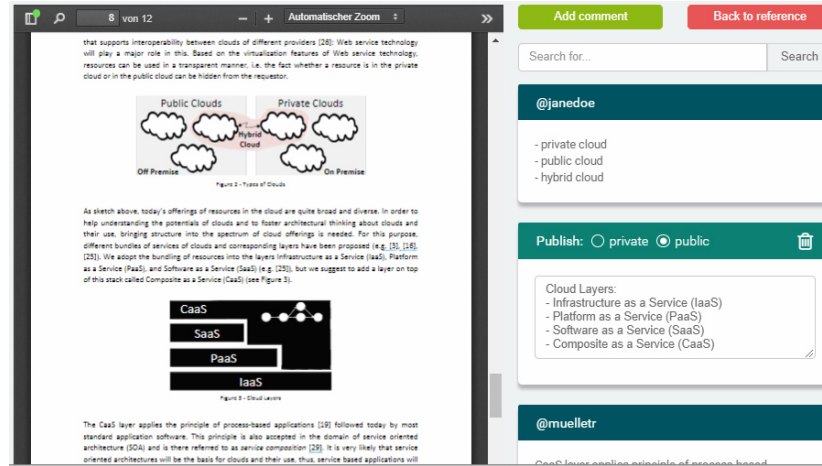 8 von 12
Automatischer Zoom
Add comment
Back to reference
that supports interoperability between clouds of different providers [26]: Web service technology
will play a major role in this. Based on the virtualization features of Web service technology,
resources can be used in a transparent manner, i.e. the fact whether a resource is in the private
cloud or in the public cloud can be hidden from the requestor.
Public Clouds
Private Clouds
Hybrid
Cloud
Off Premise
On Premise
Figure 2 - Types of Clouds
As sketch above, today's offerings of resources in the cloud are quite broad and diverse. In order to
help understanding the potentials of clouds and to foster architectural thinking about clouds and
their use, bringing structure into the spectrum of cloud offerings is needed. For this purpose,
different bundles of services of clouds and corresponding layers have been proposed (e.g. [3], [16],
[25]). We adopt the bundling of resources into the layers Infrastructure as a Service (IaaS), Platform
as a Service (PaaS), and Software as a Service (SaaS) (e.g. [25]), but we suggest to add a layer on top
of this stack called Composite as a Service (CaaS) (see Figure 3).
CaaS
SaaS
PaaS
IaaS
Figure 3 - Cloud Layers
The CaaS layer applies the principle of process-based applications [19] followed today by most
standard application software. This principle is also accepted in the domain of service oriented
architecture (SOA) and is there referred to as service composition [29]. It is very likely that service
oriented architectures will be the basis for clouds and their use, thus, service based applications will
Search for...
Search
@janedoe
- private cloud
- public cloud
- hybrid cloud
Publish: private public
Cloud Layers:
- Infrastructure as a Service (IaaS)
- Platform as a Service (PaaS)
- Software as a Service (SaaS)
- Composite as a Service (CaaS)
@muelletr
CaaS layer applies principle of process based